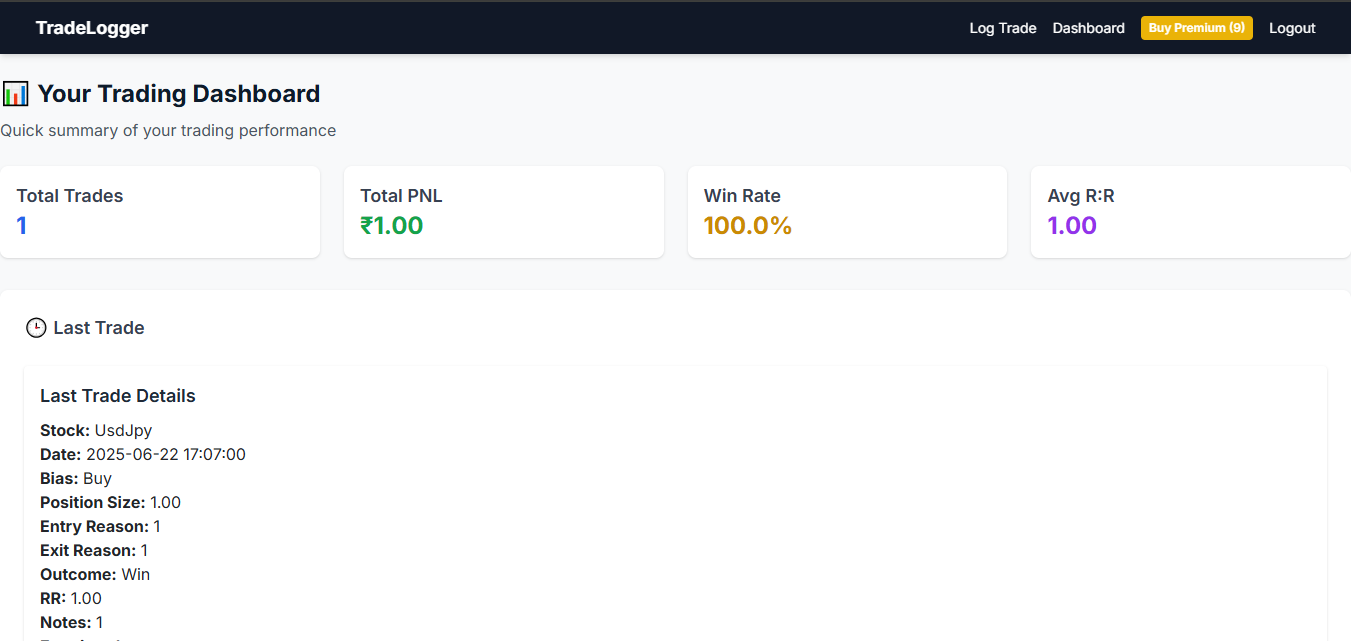 TradeLogger
Log Trade Dashboard Buy Premium (9) Logout
Your Trading Dashboard
Quick summary of your trading performance
Total Trades
1
Total PNL
₹1.00
Win Rate
100.0%
Avg R:R
1.00
Last Trade
Last Trade Details
Stock: UsdJpy
Date: 2025-06-22 17:07:00
Bias: Buy
Position Size: 1.00
Entry Reason: 1
Exit Reason: 1
Outcome: Win
RR: 1.00
Notes: 1